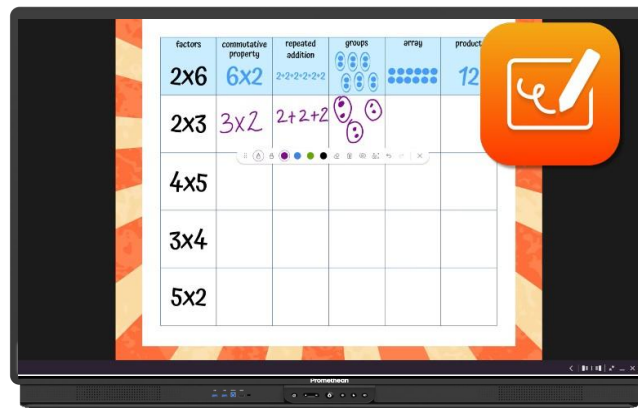 factors commutative property repeated addition groups array product
2x6 6x2 2+2+2+2+2+2 12
2x3 3x2 2+2+2
4x5
3x4
5x2
Promethean